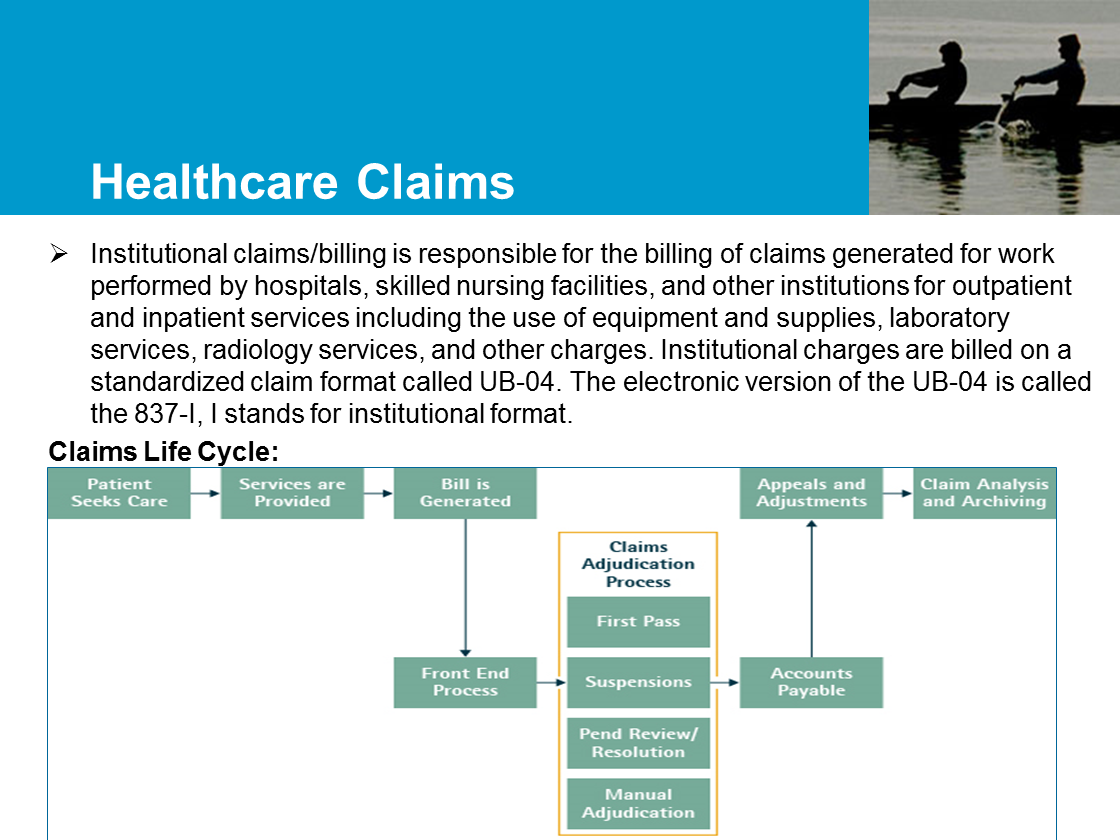 Healthcare Claims
Institutional claims/billing is responsible for the billing of claims generated for work
performed by hospitals, skilled nursing facilities, and other institutions for outpatient
and inpatient services including the use of equipment and supplies, laboratory
services, radiology services, and other charges. Institutional charges are billed on a
standardized claim format called UB-04. The electronic version of the UB-04 is called
the 837-I, I stands for institutional format.
Claims Life Cycle:
Patient
Seeks Care
Services are
Provided
Bill is
Generated
Front End
Process
Claims
Adjudication
Process
First Pass
Suspensions
Pend Review/
Resolution
Manual
Adjudication
Accounts
Payable
Appeals and
Adjustments
Claim Analysis
and Archiving